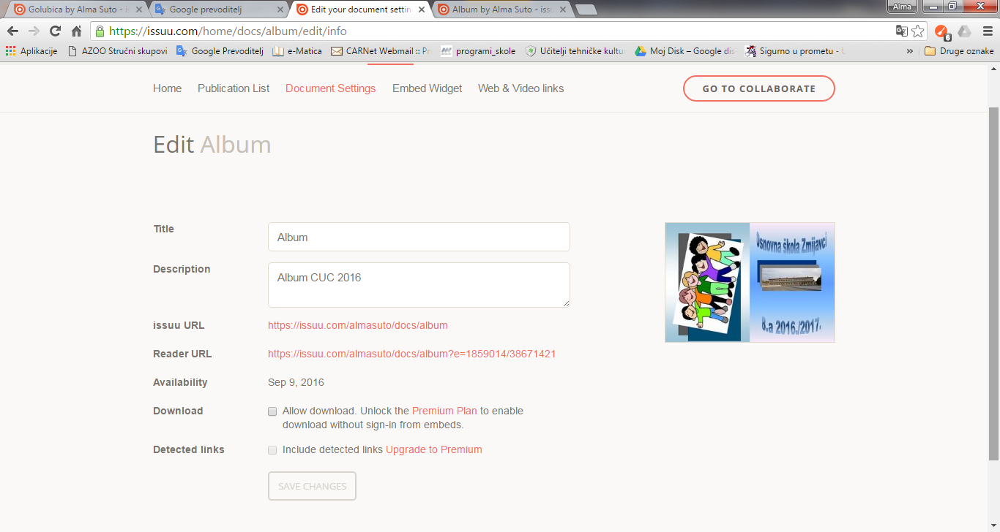 Golubica by Alma Suto - is
Google prevoditelj
Edit your document settin
Album by Alma Suto - issu
Alma
https://issuu.com/home/docs/album/edit/info
6
Aplikacije
AZOO Stručni skupovi
Google Prevoditelj
e-Matica
CARNet Webmail :: Pr
programi_skole
Učitelji tehničke kultu
Moj Disk – Google dis
Sigurno u prometu - U
»
Druge oznake
Home
Publication List
Document Settings
Embed Widget
Web & Video links
GO TO COLLABORATE
Edit Album
Title
Album
Description
Album CUC 2016
issuu URL
https://issuu.com/almasuto/docs/album
Reader URL
https://issuu.com/almasuto/docs/album?e=1859014/38671421
Availability
Sep 9, 2016
Download
Allow download. Unlock the Premium Plan to enable
download without sign-in from embeds.
Detected links
Include detected links Upgrade to Premium
SAVE CHANGES
Osnovna škola Zmijavci
8.a 2016./2017.